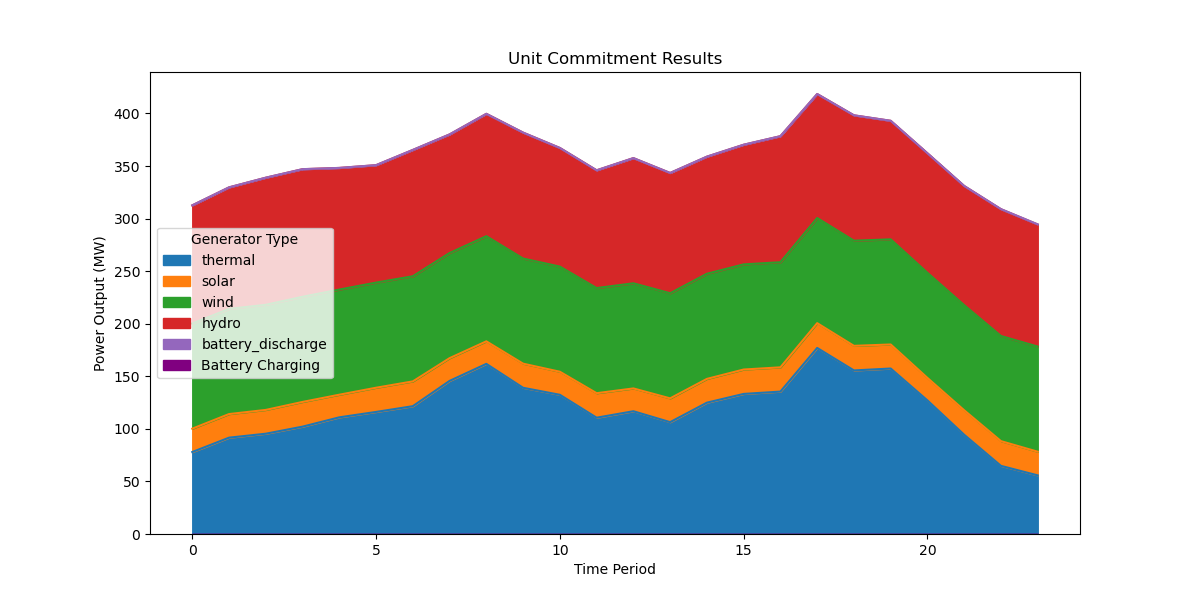 Unit Commitment Results
400
350
300
250
200
150
100
50
0
Power Output (MW)
Generator Type
thermal
solar
wind
hydro
battery_discharge
Battery Charging
0 5 10 15 20
Time Period